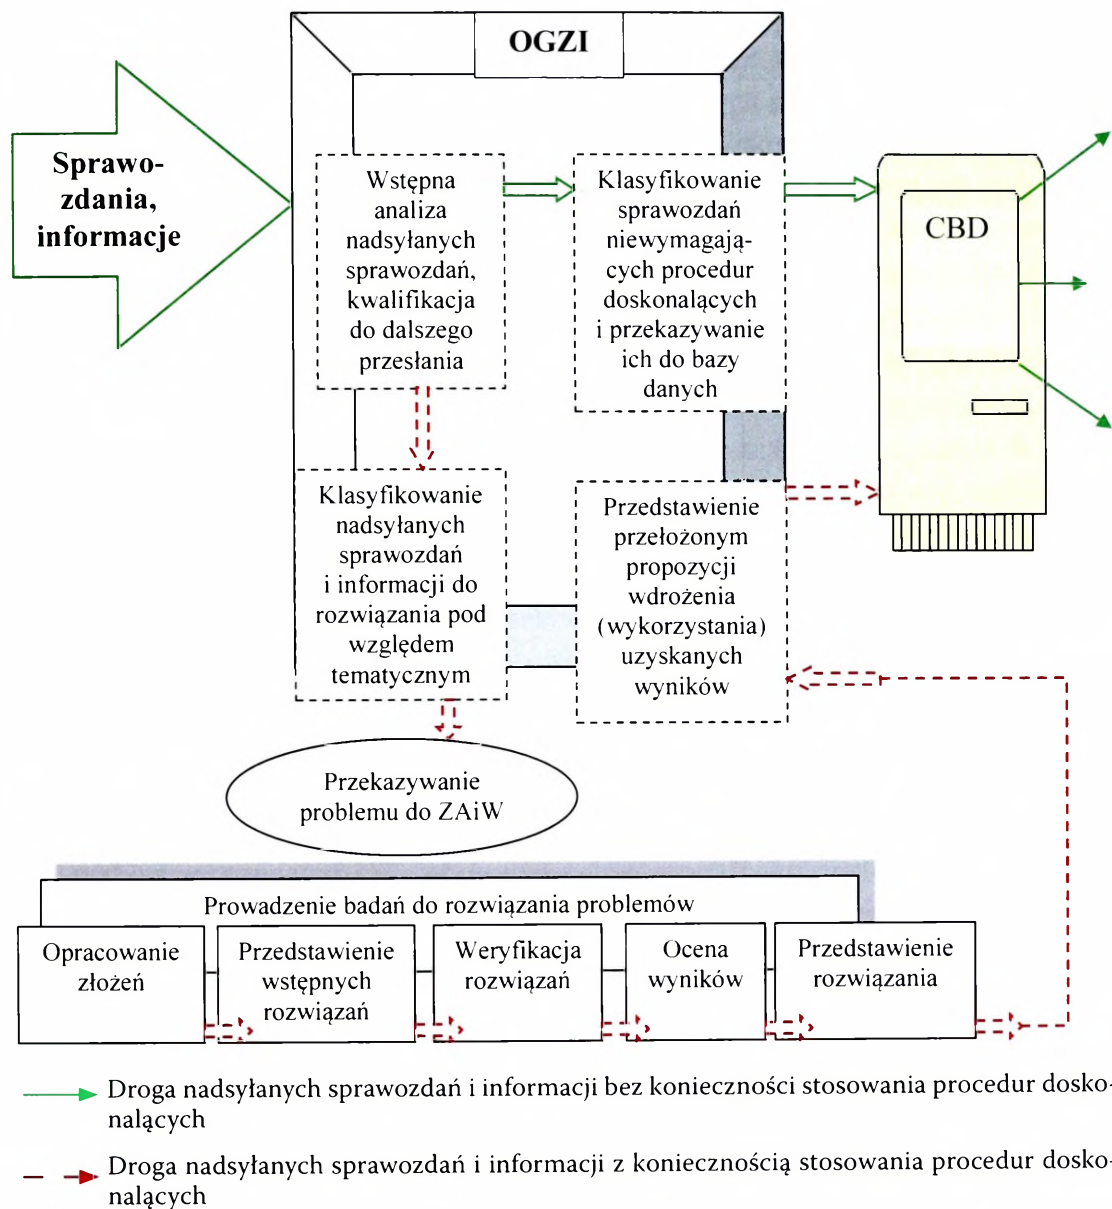 OGZI
Sprawo-
zdania,
informacje
Wstępna
analiza
nadsyłanych
sprawozdań,
kwalifikacja
do dalszego
przesłania
Klasyfikowanie
sprawozdań
niewymagają-
cych procedur
doskonalących
i przekazywanie
ich do bazy
danych
CBD
Klasyfikowanie
nadsyłanych
sprawozdań
i informacji do
rozwiązania pod
względem
tematycznym
Przedstawienie
przełożonym
propozycji
wdrożenia
(wykorzystania)
uzyskanych
wyników
Przekazywanie
problemu do ZAiW
Prowadzenie badań do rozwiązania problemów
Opracowanie
złożeń
Przedstawienie
wstępnych
rozwiązań
Weryfikacja
rozwiązań
Ocena
wyników
Przedstawienie
rozwiązania
Droga nadsyłanych sprawozdań i informacji bez konieczności stosowania procedur dosko-
nalących
Droga nadsyłanych sprawozdań i informacji z koniecznością stosowania procedur dosko-
nalących